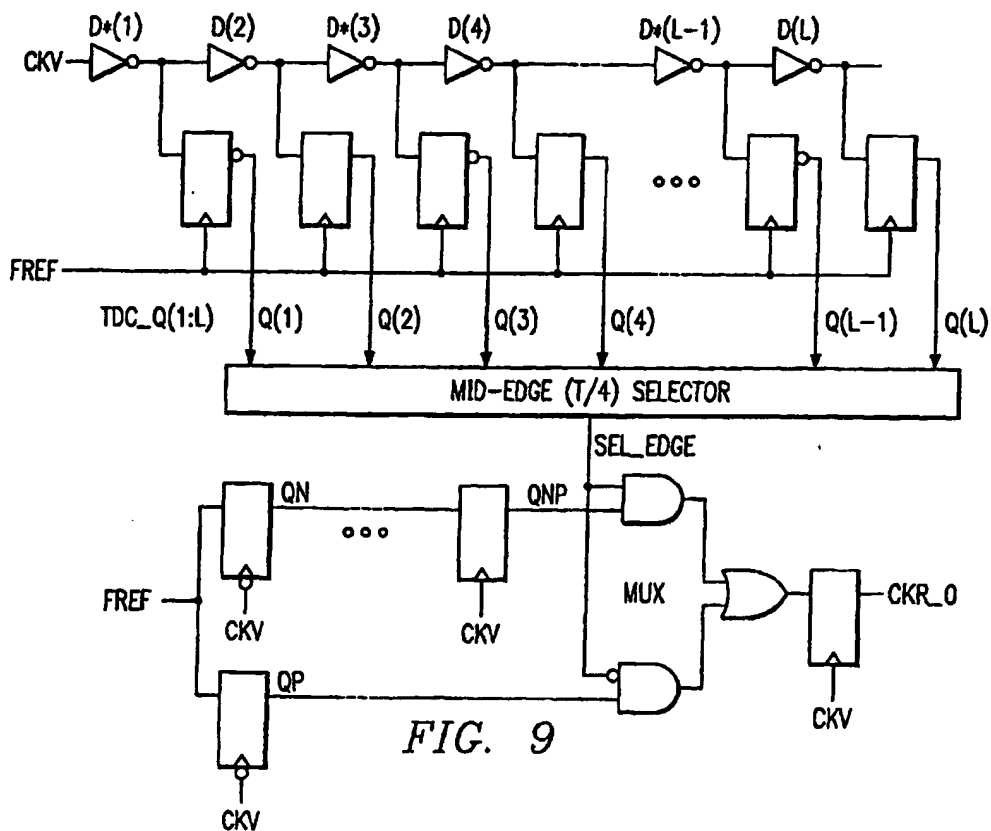 D*(1) D(2) D*(3) D(4) D*(L-1) D(L)
CKV
FREF
TDC_Q(1:L) Q(1) Q(2) Q(3) Q(4) Q(L-1) Q(L)
MID-EDGE (T/4) SELECTOR
SEL_EDGE
QN QNP
FREF CKV CKV MUX CKR_O
QP CKV
FIG. 9
CKV